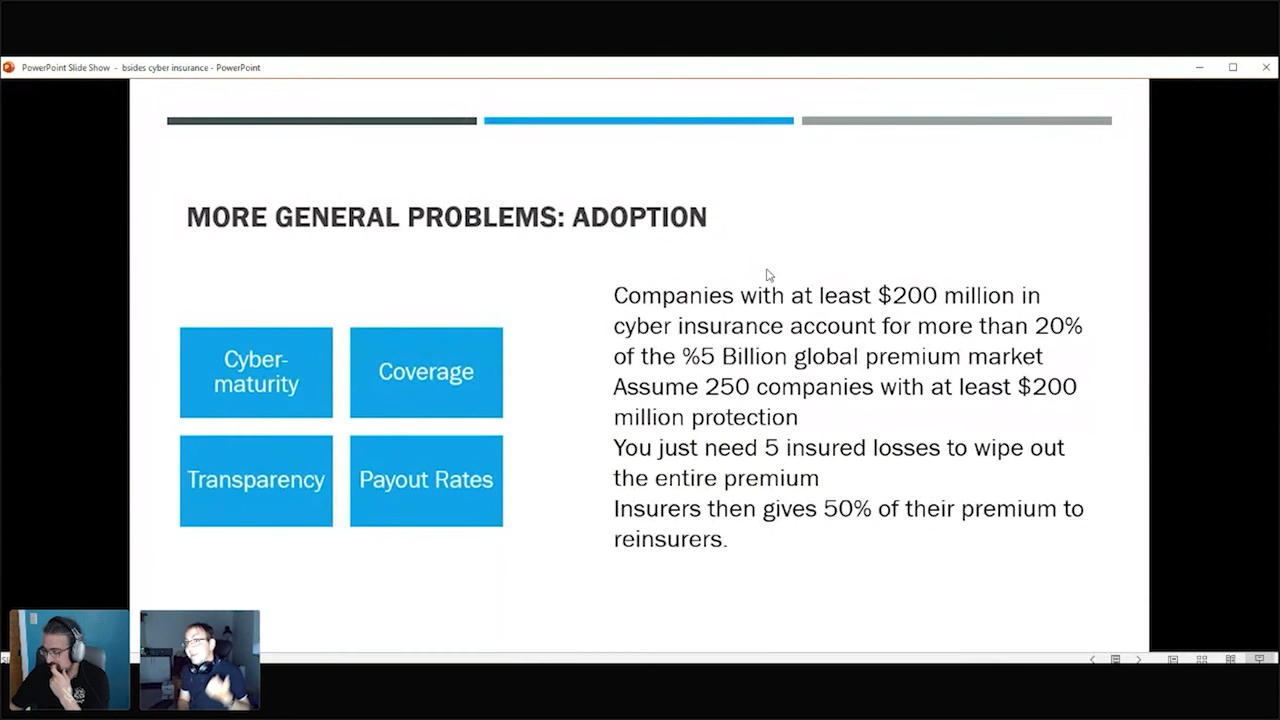 PowerPoint Slide Show - bsides cyber insurance - PowerPoint
MORE GENERAL PROBLEMS: ADOPTION
Cyber-
maturity
Coverage
Transparency
Payout Rates
Companies with at least $200 million in
cyber insurance account for more than 20%
of the %5 Billion global premium market
Assume 250 companies with at least $200
million protection
You just need 5 insured losses to wipe out
the entire premium
Insurers then gives 50% of their premium to
reinsurers.